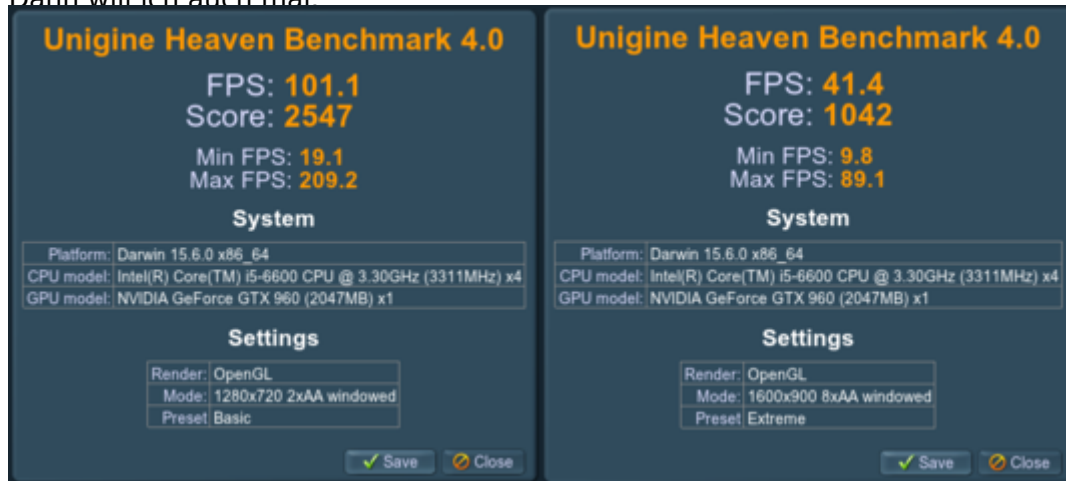 Dann will ich auch mal.
Unigine Heaven Benchmark 4.0
FPS: 101.1
Score: 2547
Min FPS: 19.1
Max FPS: 209.2
System
Platform: Darwin 15.6.0 x86_64
CPU model: Intel(R) Core(TM) i5-6600 CPU @ 3.30GHz (3311MHz) x4
GPU model: NVIDIA GeForce GTX 960 (2047MB) x1
Settings
Render: OpenGL
Mode: 1280x720 2xAA windowed
Preset Basic
Save Close
Unigine Heaven Benchmark 4.0
FPS: 41.4
Score: 1042
Min FPS: 9.8
Max FPS: 89.1
System
Platform: Darwin 15.6.0 x86_64
CPU model: Intel(R) Core(TM) i5-6600 CPU @ 3.30GHz (3311MHz) x4
GPU model: NVIDIA GeForce GTX 960 (2047MB) x1
Settings
Render: OpenGL
Mode: 1600x900 8xAA windowed
Preset Extreme
Save Close